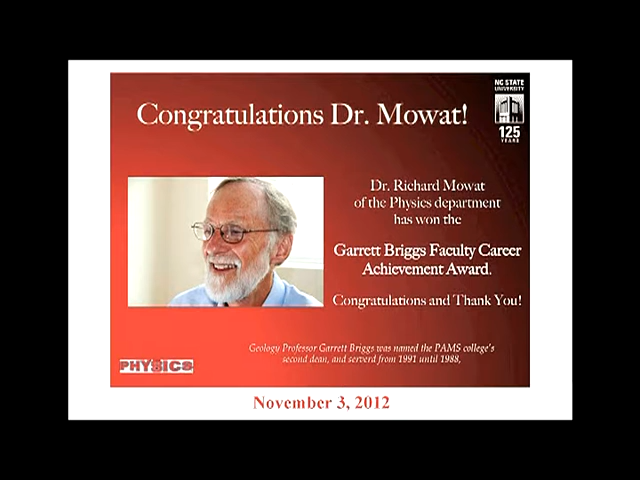 NC STATE
UNIVERSITY
125
YEARS
Congratulations Dr. Mowat!
Dr. Richard Mowat
of the Physics department
has won the
Garrett Briggs Faculty Career
Achievement Award.
Congratulations and Thank You!
Geology Professor Garrett Briggs was named the PAMS college's
second dean, and serverd from 1991 until 1988,
PHYSICS
November 3, 2012